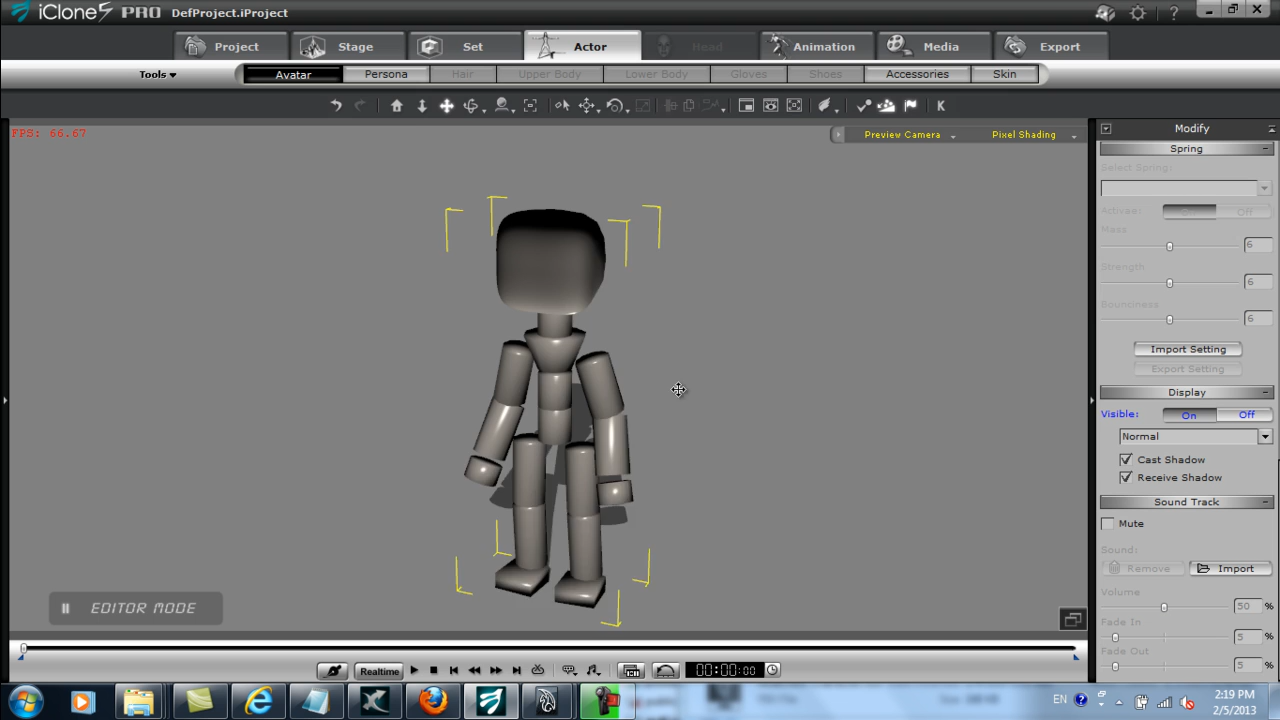 iClone5 PRO DefProject.iProject
Project Stage Set Actor Head Animation Media Export
Tools Avatar Persona Hair Upper Body Lower Body Gloves Shoes Accessories Skin
FPS: 66.67
Preview Camera
Pixel Shading
Modify
Spring
Select Spring:
Activae: On Off
Mass
6
Strength
6
Bounciness
6
Import Setting
Export Setting
Display
Visible: On Off
Normal
Cast Shadow
Receive Shadow
Sound Track
Mute
Sound:
Remove Import
Volume
50 %
Fade In
5 %
Fade Out
5 %
EDITOR MODE
Realtime 00:00:00
EN
2:19 PM
2/5/2013